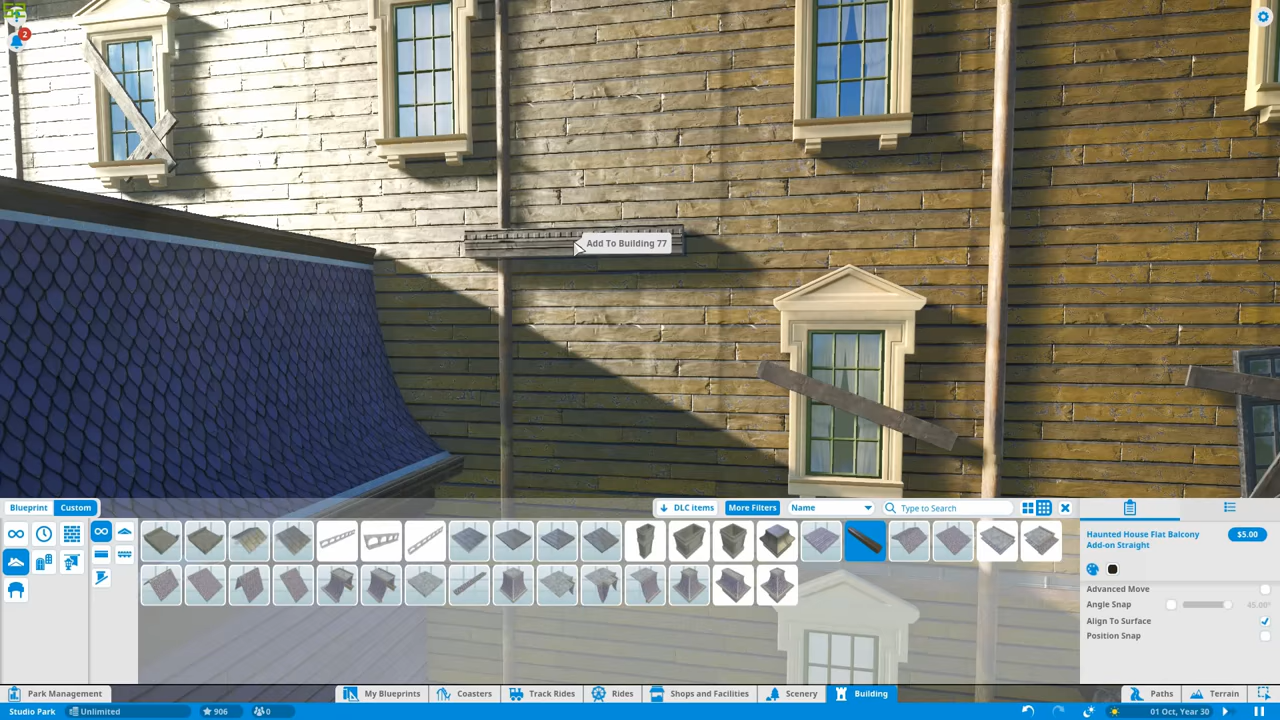 2
Add To Building 77
Blueprint
Custom
DLC items
More Filters
Name
Type to Search
Haunted House Flat Balcony
Add-on Straight
$5.00
Advanced Move
Angle Snap
45.00°
Align To Surface
Position Snap
Park Management
My Blueprints
Coasters
Track Rides
Rides
Shops and Facilities
Scenery
Building
Paths
Terrain
Studio Park
Unlimited
906
0
01 Oct, Year 30